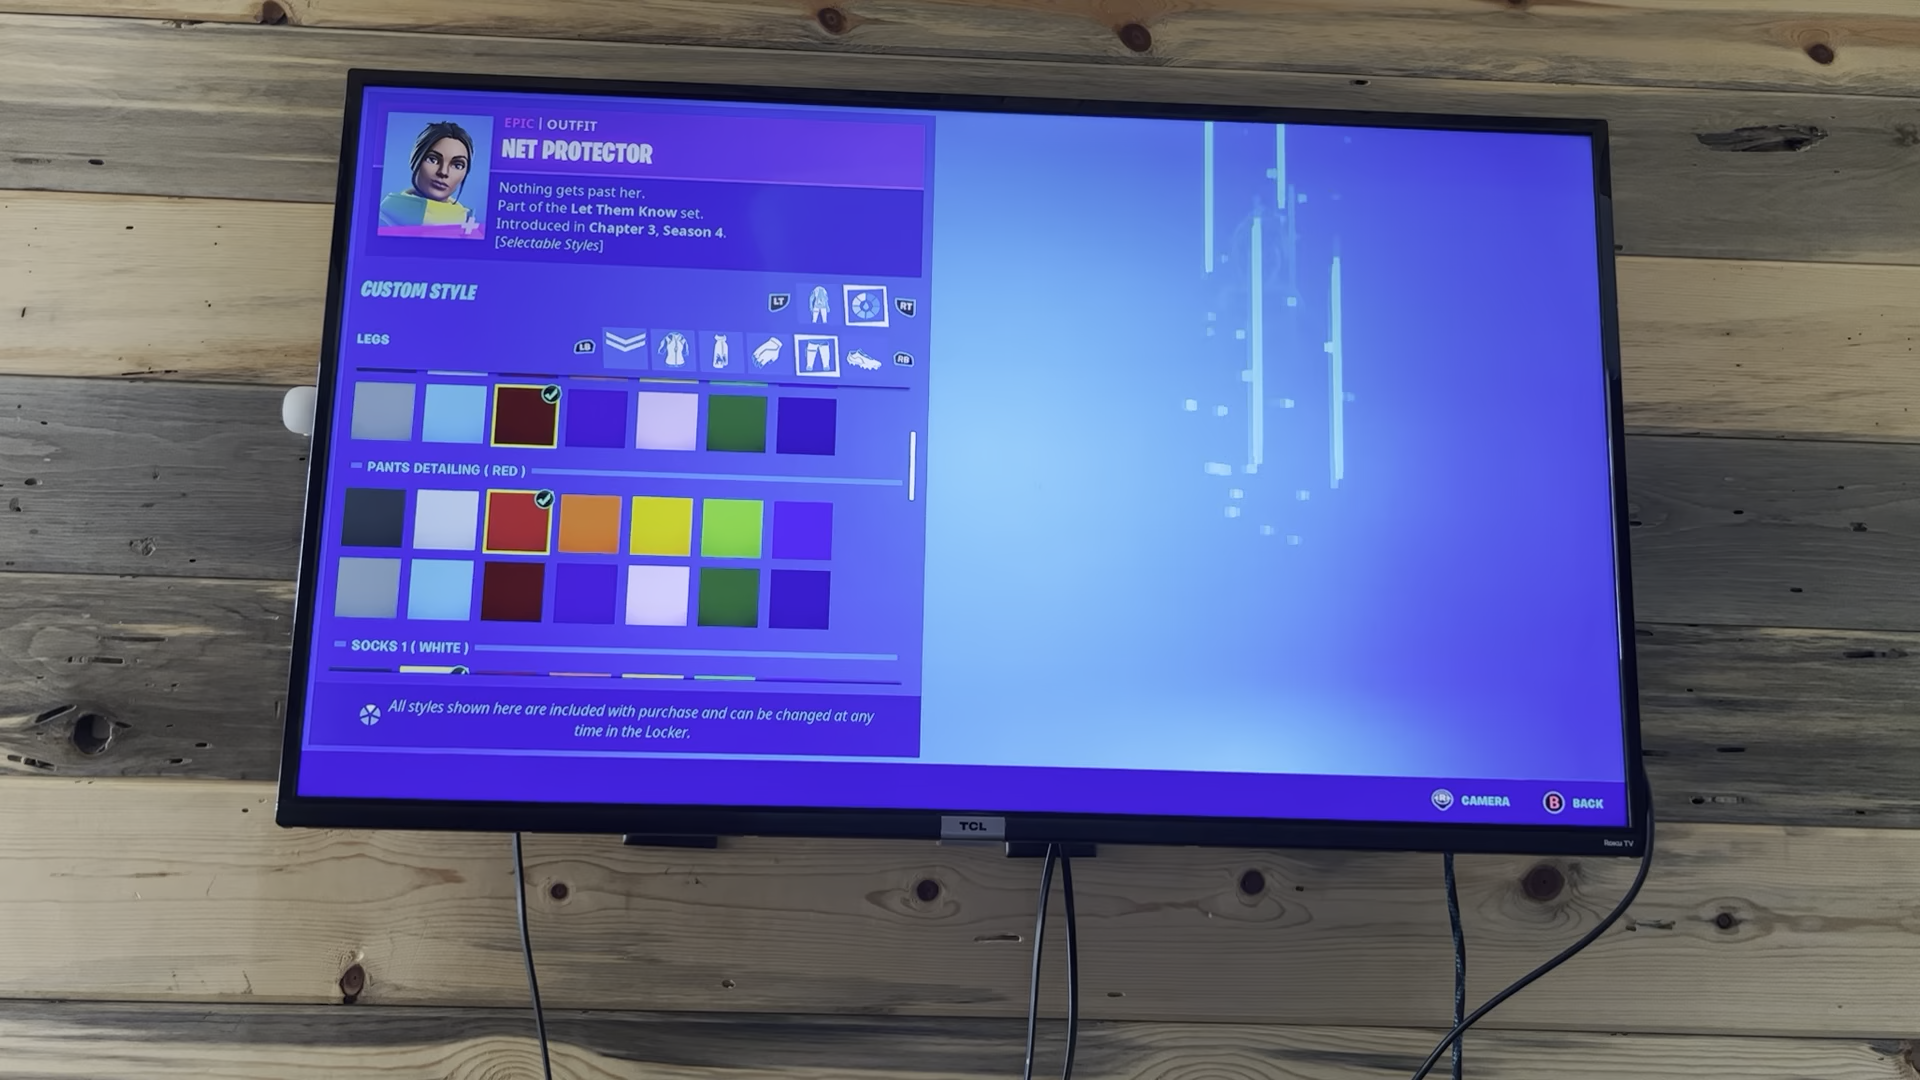 EPIC | OUTFIT
NET PROTECTOR
Nothing gets past her.
Part of the Let Them Know set.
Introduced in Chapter 3, Season 4.
[Selectable Styles]
CUSTOM STYLE
LT
RT
LEGS
LB
RB
PANTS DETAILING ( RED )
SOCKS 1 ( WHITE )
All styles shown here are included with purchase and can be changed at any
time in the Locker.
R CAMERA
B BACK
TCL
Roku TV